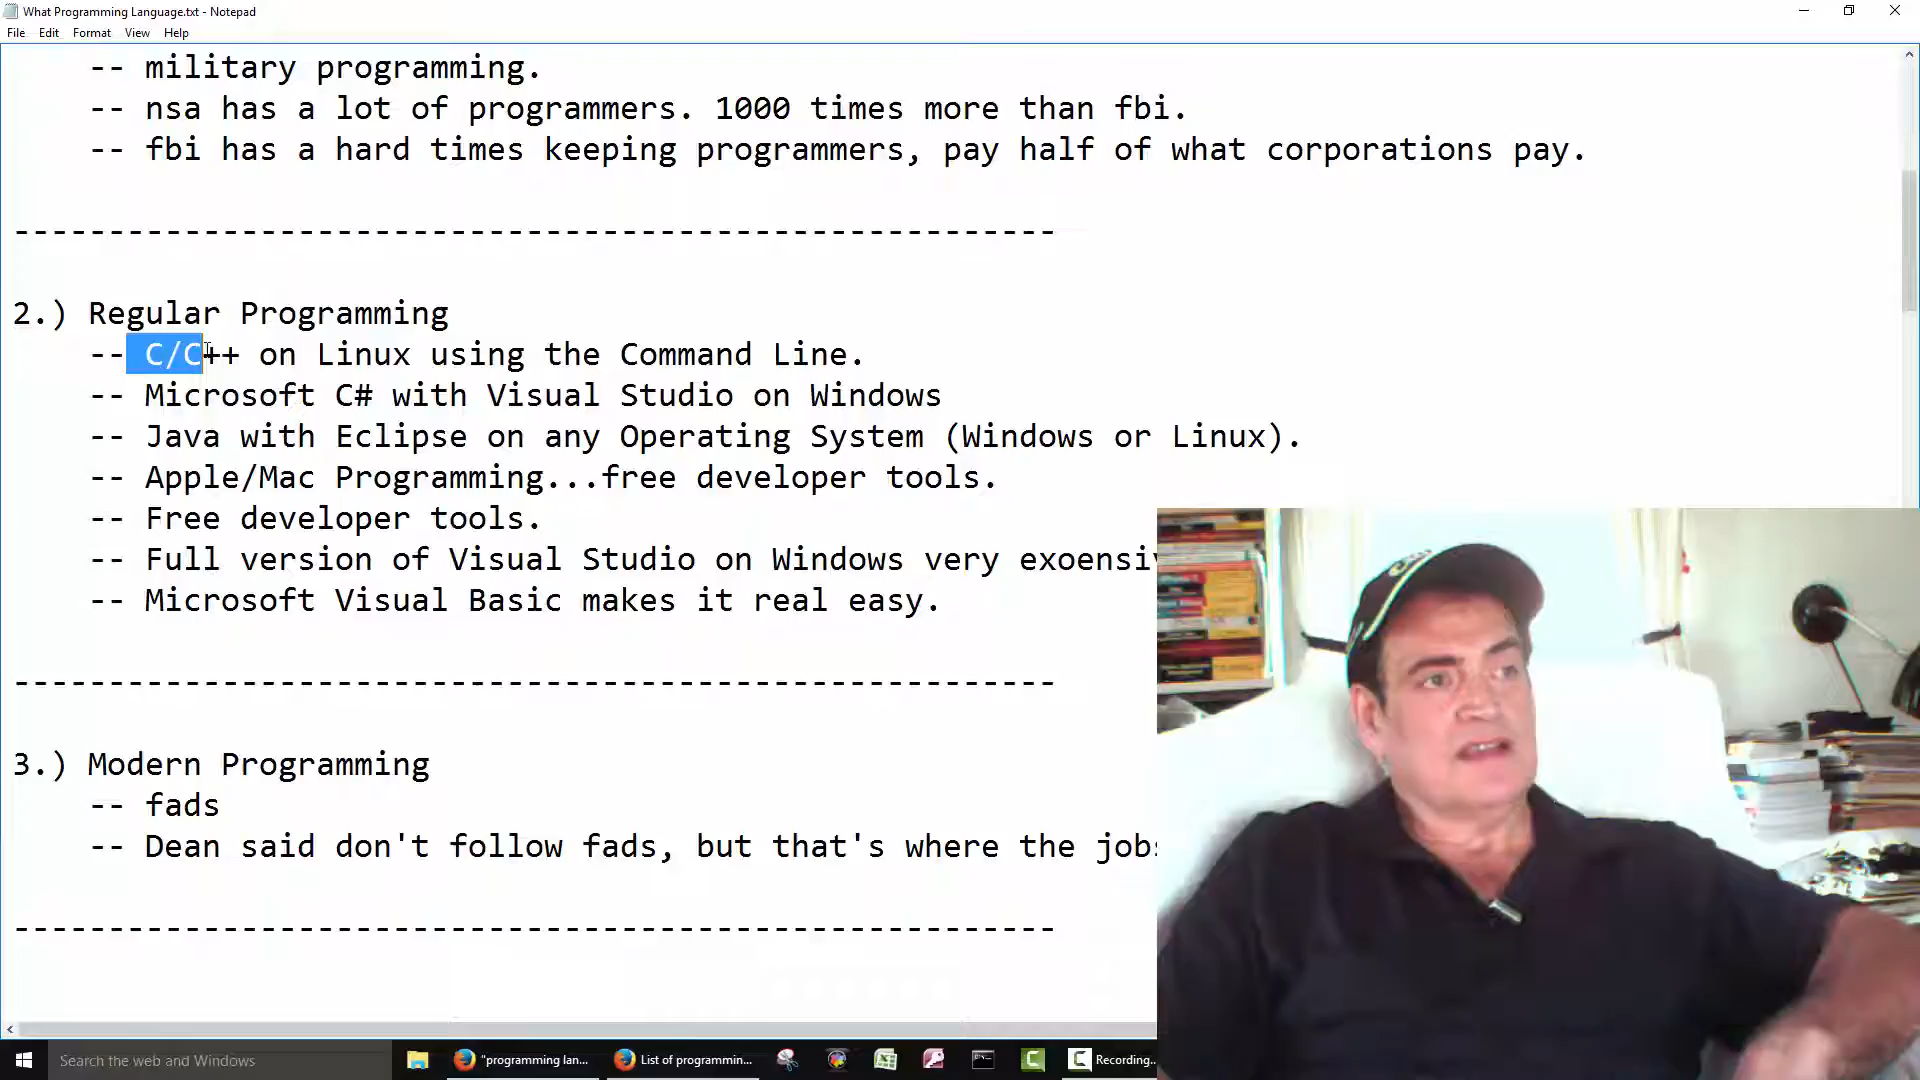 What Programming Language.txt - Notepad
File Edit Format View Help
-- military programming.
-- nsa has a lot of programmers. 1000 times more than fbi.
-- fbi has a hard times keeping programmers, pay half of what corporations pay.
-------------------------------------------------------
2.) Regular Programming
-- C/C++ on Linux using the Command Line.
-- Microsoft C# with Visual Studio on Windows
-- Java with Eclipse on any Operating System (Windows or Linux).
-- Apple/Mac Programming...free developer tools.
-- Free developer tools.
-- Full version of Visual Studio on Windows very exoensiv
-- Microsoft Visual Basic makes it real easy.
-------------------------------------------------------
3.) Modern Programming
-- fads
-- Dean said don't follow fads, but that's where the jobs
-------------------------------------------------------
Search the web and Windows
"programming lan...
List of programmin...
Recording...